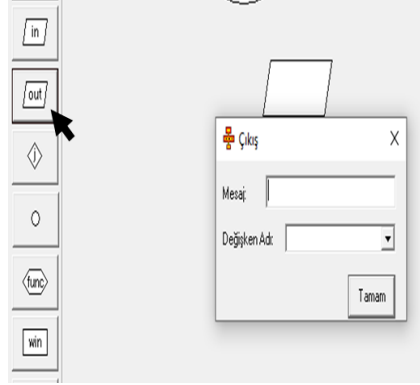 in
out
Çıkış
Mesaj:
Değişken Adı:
Tamam
func
win